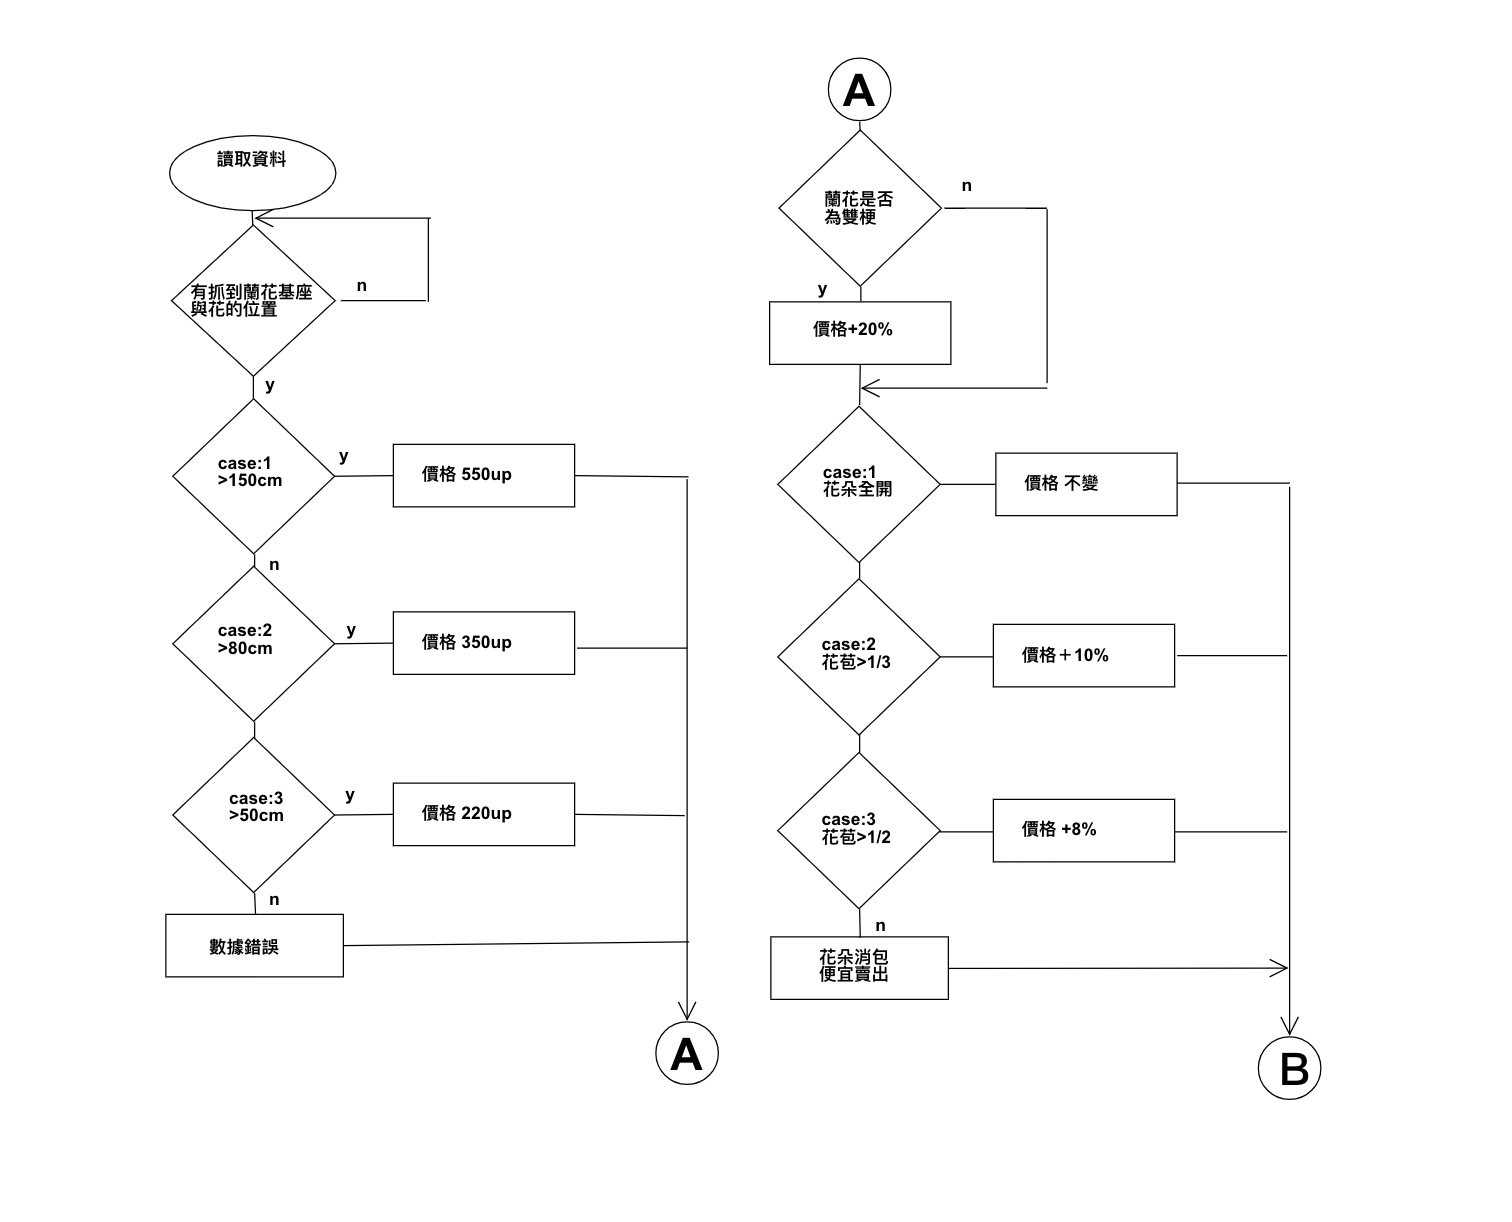 讀取資料
有抓到蘭花基座
與花的位置
n
y
case:1
>150cm
y
價格 550up
n
case:2
>80cm
y
價格 350up
case:3
>50cm
y
價格 220up
n
數據錯誤
A
A
蘭花是否
為雙梗
n
y
價格+20%
case:1
花朵全開
價格 不變
case:2
花苞>1/3
價格＋10%
case:3
花苞>1/2
價格 +8%
n
花朵消包
便宜賣出
B